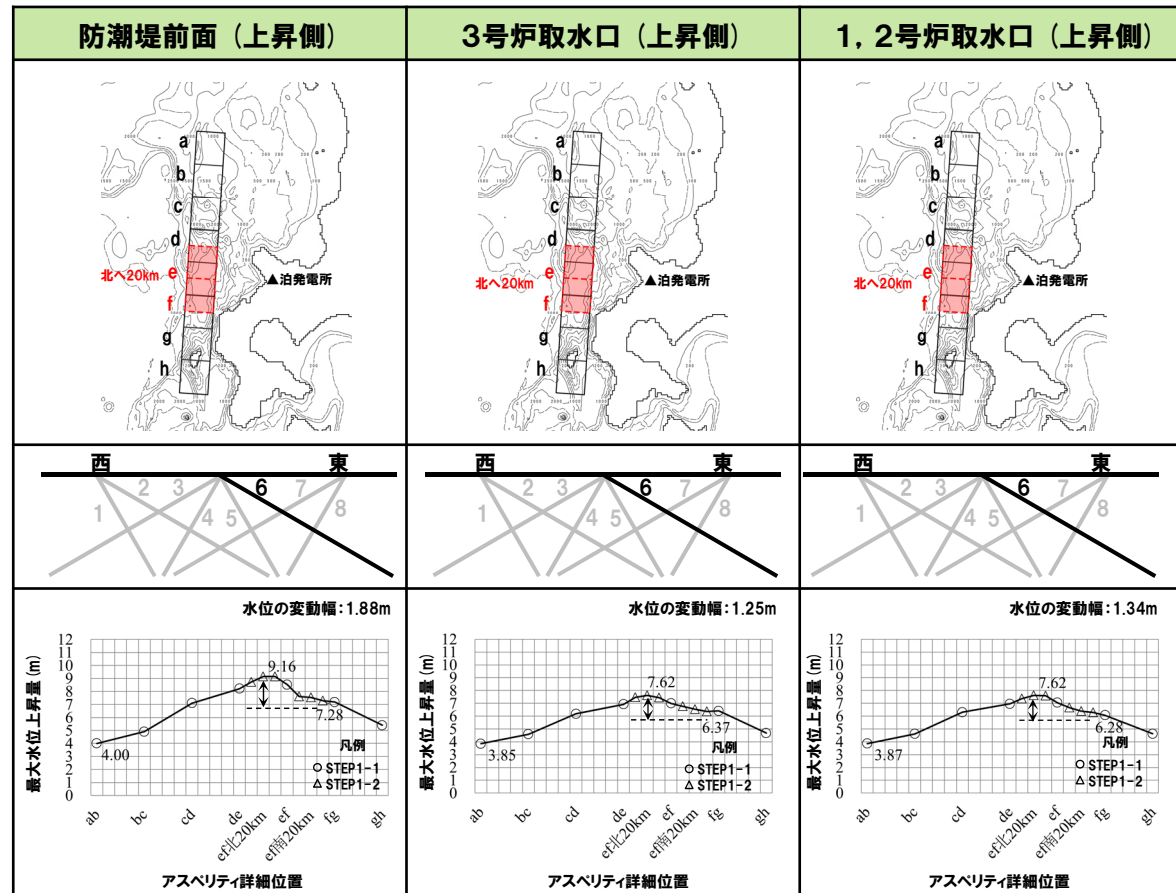 防潮堤前面（上昇側）
3号炉取水口（上昇側）
1，2号炉取水口（上昇側）
a
b
c
d
e
北へ20km
f
g
h
▲泊発電所
a
b
c
d
e
北へ20km
f
g
h
▲泊発電所
a
b
c
d
e
北へ20km
f
g
h
▲泊発電所
西 東
1 2 3 4 5 6 7 8
西 東
1 2 3 4 5 6 7 8
西 東
1 2 3 4 5 6 7 8
水位の変動幅：1.88m
最大水位上昇量（m）
12
11
10
9
8
7
6
5
4
3
2
1
0
9.16
7.28
4.00
凡例
○STEP1-1
△STEP1-2
ab bc cd de ef北20km ef ef南20km fg gh
アスペリティ詳細位置
水位の変動幅：1.25m
最大水位上昇量（m）
12
11
10
9
8
7
6
5
4
3
2
1
0
7.62
6.37
3.85
凡例
○STEP1-1
△STEP1-2
ab bc cd de ef北20km ef ef南20km fg gh
アスペリティ詳細位置
水位の変動幅：1.34m
最大水位上昇量（m）
12
11
10
9
8
7
6
5
4
3
2
1
0
7.62
6.28
3.87
凡例
○STEP1-1
△STEP1-2
ab bc cd de ef北20km ef ef南20km fg gh
アスペリティ詳細位置